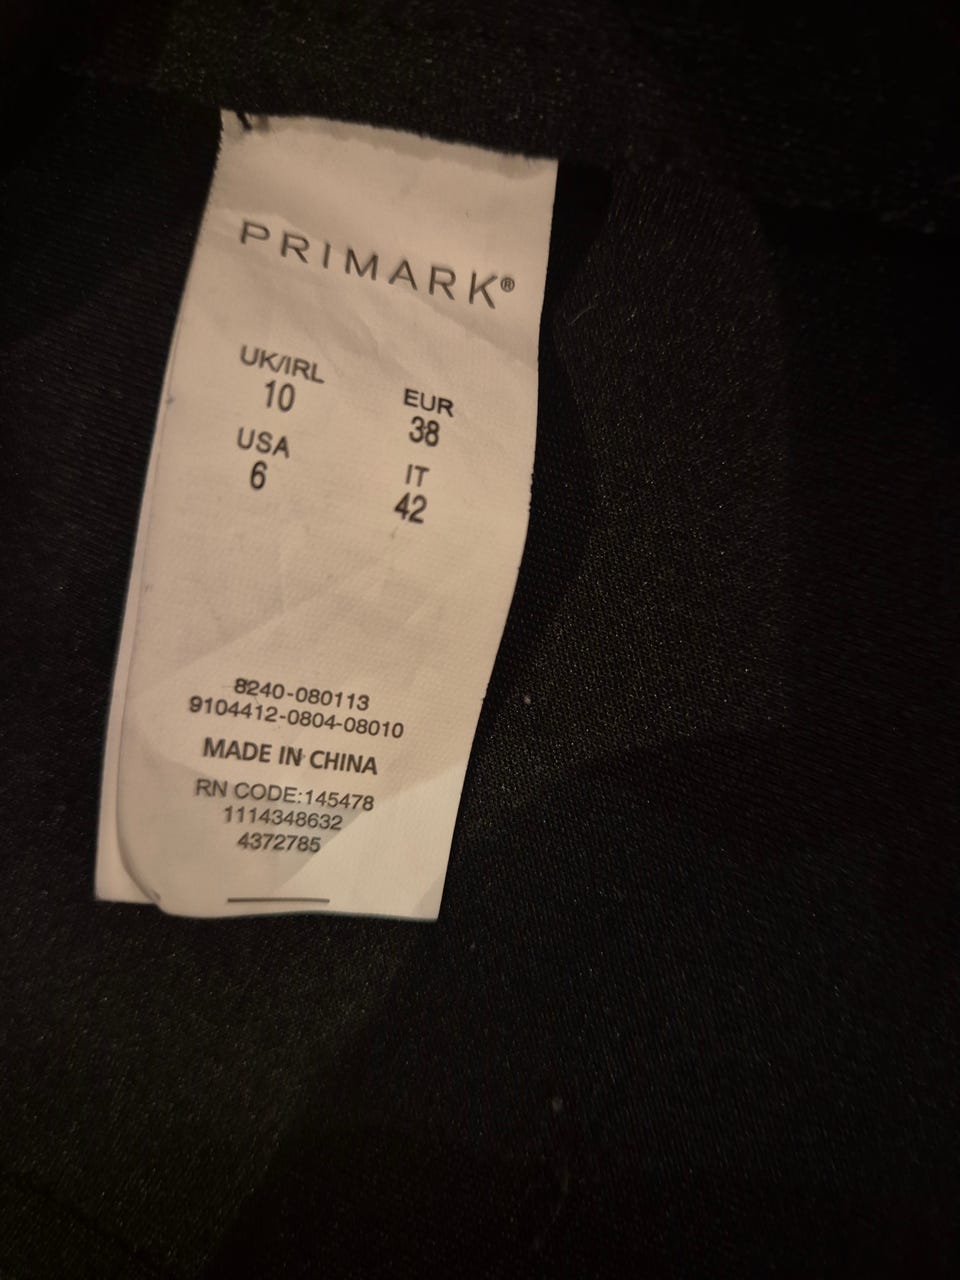 PRIMARK®
UK/IRL
10
EUR
38
USA
6
IT
42
8240-080113
9104412-0804-08010
MADE IN CHINA
RN CODE:145478
1114348632
4372785